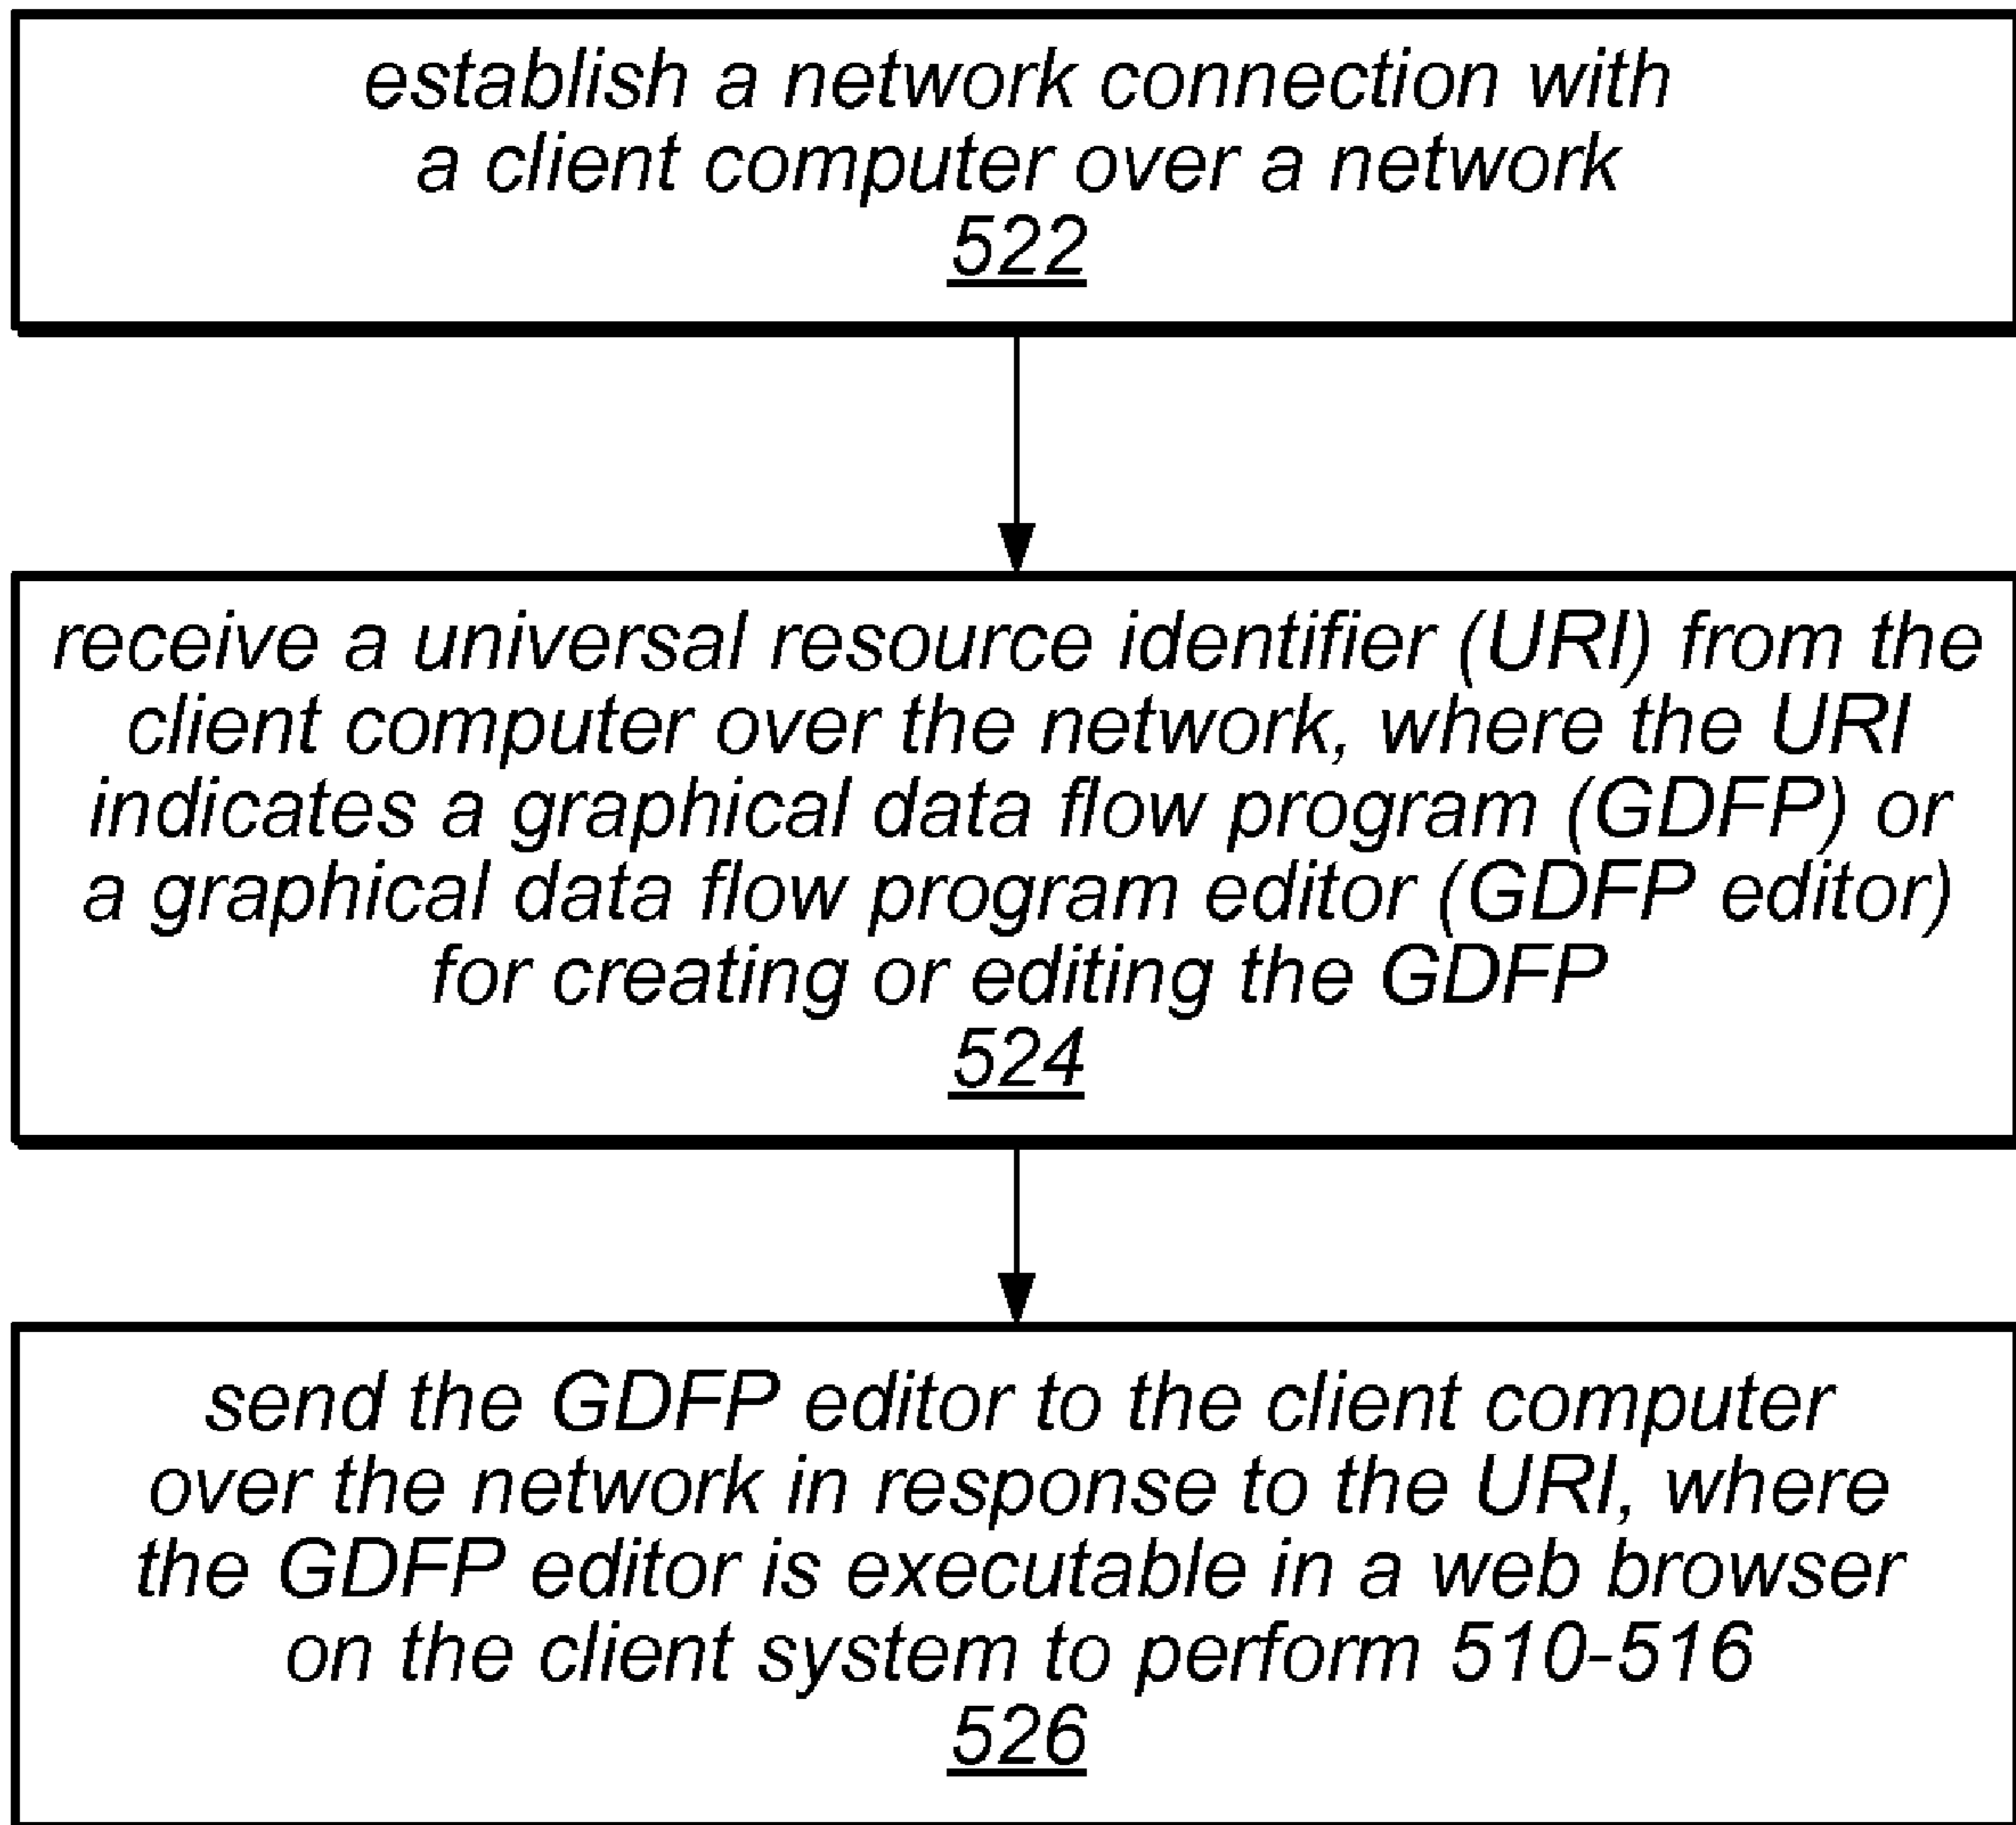 establish a network connection with
a client computer over a network
522
receive a universal resource identifier (URI) from the
client computer over the network, where the URI
indicates a graphical data flow program (GDFP) or
a graphical data flow program editor (GDFP editor)
for creating or editing the GDFP
524
send the GDFP editor to the client computer
over the network in response to the URI, where
the GDFP editor is executable in a web browser
on the client system to perform 510-516
526